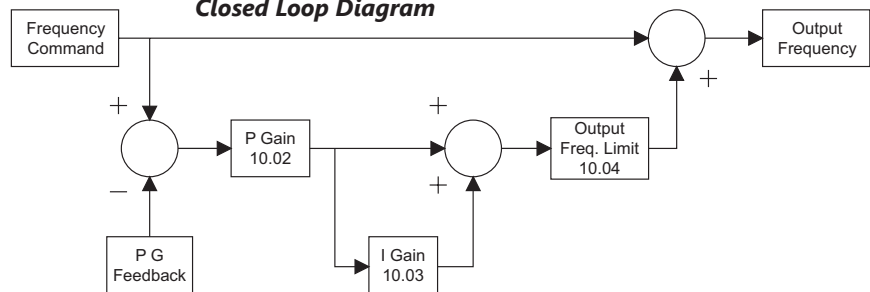 Closed Loop Diagram
Frequency
Command
Output
Frequency
+
+
−
P Gain
10.02
+
+
Output
Freq. Limit
10.04
P G
Feedback
I Gain
10.03